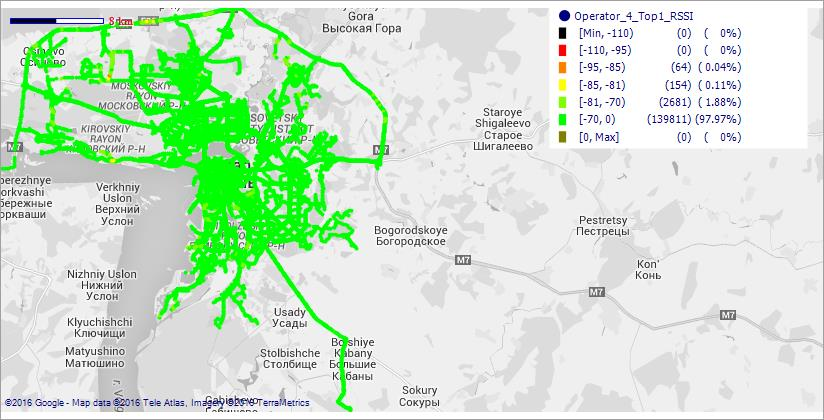 8 km
M7
Operator_4_Top1_RSSI
[Min, -110) (0) ( 0%)
[-110, -95) (0) ( 0%)
[-95, -85) (64) ( 0.04%)
[-85, -81) (154) ( 0.11%)
[-81, -70) (2681) ( 1.88%)
[-70, 0) (139811) (97.97%)
[0, Max] (0) ( 0%)
Gora
Высокая Гора
Osinovo
Осиново
MOSKOVSKIY
RAYON
МОСКОВСКИЙ Р-Н
KIROVSKIY
RAYON
Staroye
Shigaleevo
Старое
Шигалеево
M7
M7
Verkhniy
Uslon
Верхний
Услон
Bogorodskoye
Богородское
Pestretsy
Пестрецы
M7
Kon'
Конь
M7
M7
Nizhniy Uslon
Нижний
Услон
Klyuchishchi
Ключищи
Matyushino
Матюшино
Usady
Усады
Stolbishche
Столбище
Bolshiye
Kabany
Большие
Кабаны
Sokury
Сокуры
©2016 Google - Map data ©2016 Tele Atlas, Imagery ©2016 TerraMetrics